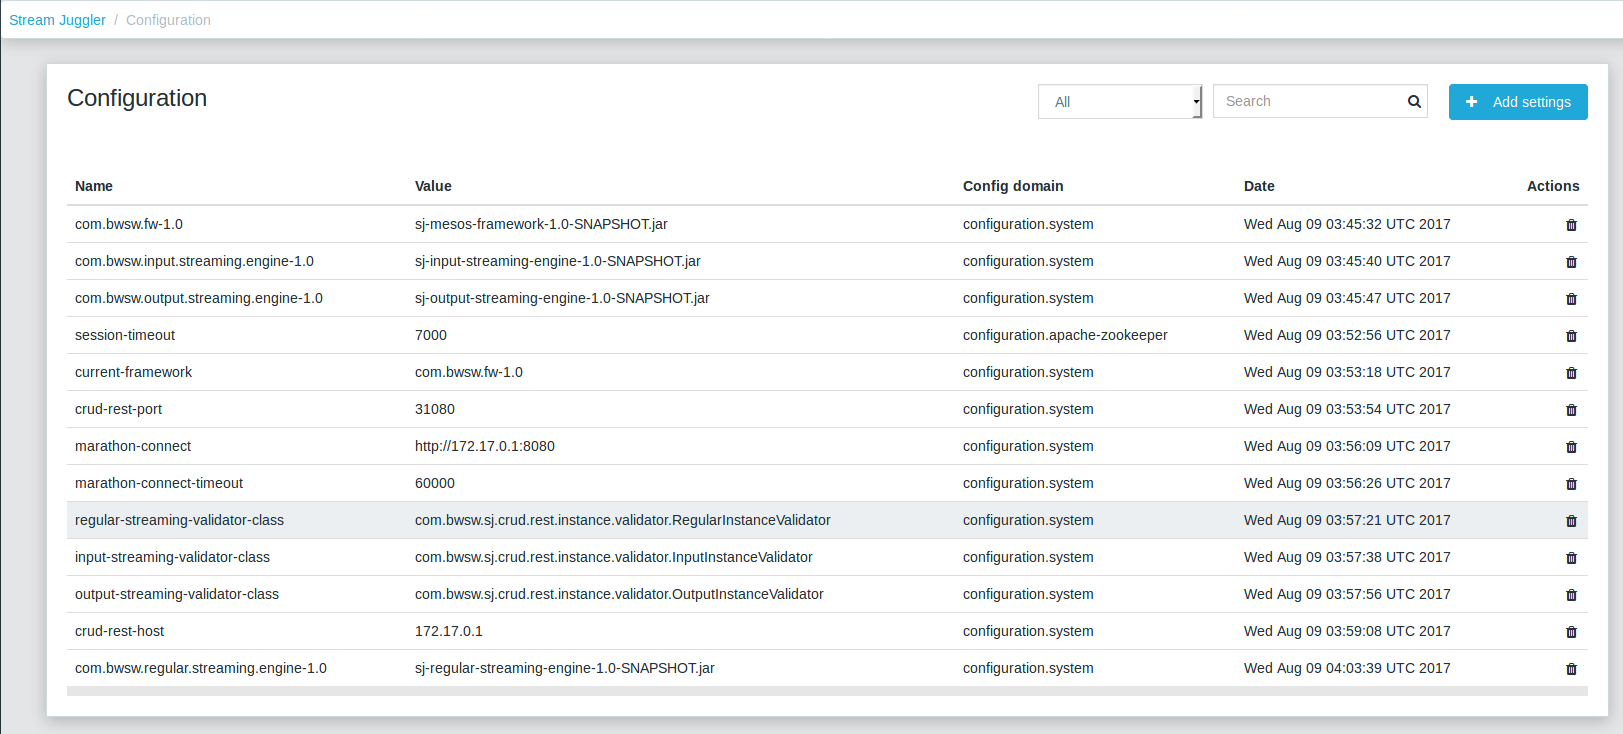 Stream Juggler / Configuration
Configuration All Search Add settings
Name Value Config domain Date Actions
com.bwsw.fw-1.0 sj-mesos-framework-1.0-SNAPSHOT.jar configuration.system Wed Aug 09 03:45:32 UTC 2017
com.bwsw.input.streaming.engine-1.0 sj-input-streaming-engine-1.0-SNAPSHOT.jar configuration.system Wed Aug 09 03:45:40 UTC 2017
com.bwsw.output.streaming.engine-1.0 sj-output-streaming-engine-1.0-SNAPSHOT.jar configuration.system Wed Aug 09 03:45:47 UTC 2017
session-timeout 7000 configuration.apache-zookeeper Wed Aug 09 03:52:56 UTC 2017
current-framework com.bwsw.fw-1.0 configuration.system Wed Aug 09 03:53:18 UTC 2017
crud-rest-port 31080 configuration.system Wed Aug 09 03:53:54 UTC 2017
marathon-connect http://172.17.0.1:8080 configuration.system Wed Aug 09 03:56:09 UTC 2017
marathon-connect-timeout 60000 configuration.system Wed Aug 09 03:56:26 UTC 2017
regular-streaming-validator-class com.bwsw.sj.crud.rest.instance.validator.RegularInstanceValidator configuration.system Wed Aug 09 03:57:21 UTC 2017
input-streaming-validator-class com.bwsw.sj.crud.rest.instance.validator.InputInstanceValidator configuration.system Wed Aug 09 03:57:38 UTC 2017
output-streaming-validator-class com.bwsw.sj.crud.rest.instance.validator.OutputInstanceValidator configuration.system Wed Aug 09 03:57:56 UTC 2017
crud-rest-host 172.17.0.1 configuration.system Wed Aug 09 03:59:08 UTC 2017
com.bwsw.regular.streaming.engine-1.0 sj-regular-streaming-engine-1.0-SNAPSHOT.jar configuration.system Wed Aug 09 04:03:39 UTC 2017